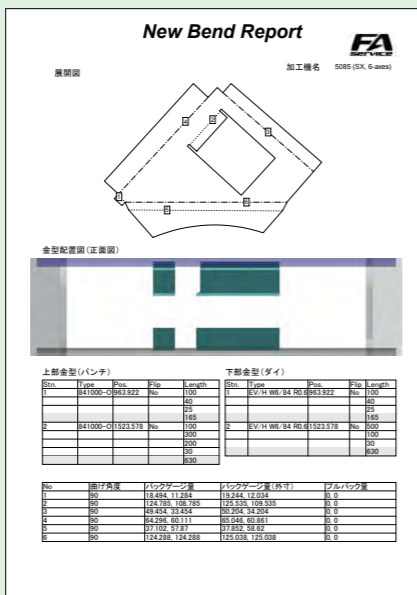 New Bend Report
FA
SERVICE
加工機名 5085 (SX, 6-axes)
展開図
4
2
3
1
5
6
金型配置図(正面図)
上部金型(パンチ) 下部金型(ダイ)
Stn. Type Pos. Flip Length Stn. Type Pos. Flip Length
1 841000-O 963.922 No 100 1 EV/H W6/84 R0.6 963.922 No 100
40 40
25 25
165 165
2 841000-O 1523.578 No 100 2 EV/H W6/84 R0.6 1523.578 No 500
300 100
200 30
30 630
630
No 曲げ角度 バックゲージ量 バックゲージ量(外寸) プルバック量
1 90 18.494, 11.284 19.244, 12.034 0, 0
2 90 124.785, 108.785 125.535, 109.535 0, 0
3 90 49.454, 33.454 50.204, 34.204 0, 0
4 90 64.296, 60.111 65.046, 60.861 0, 0
5 90 37.102, 57.87 37.852, 58.62 0, 0
6 90 124.288, 124.288 125.038, 125.038 0, 0